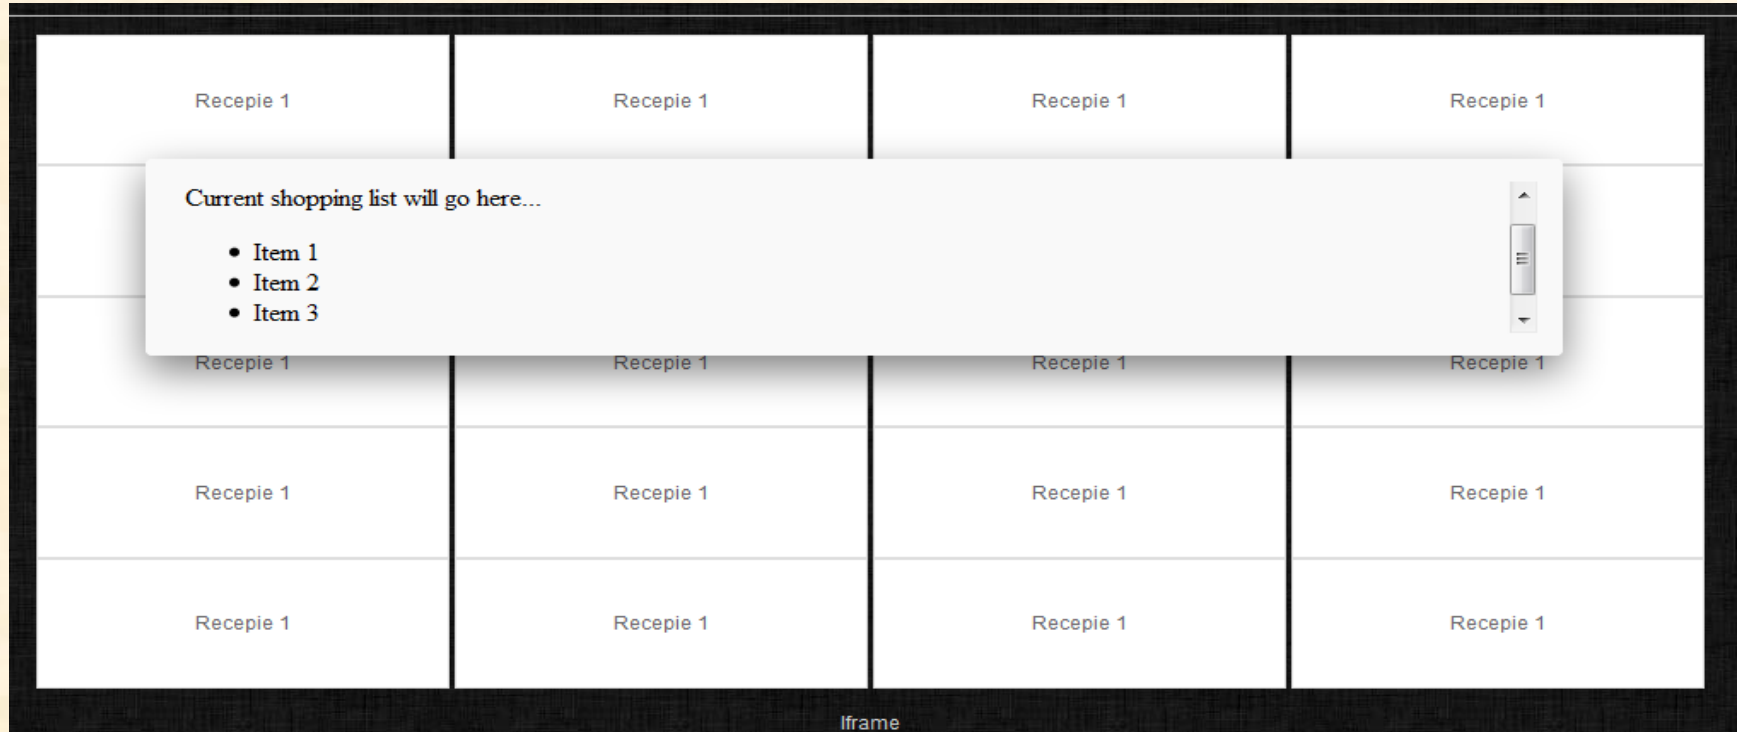 Recepie 1 Recepie 1 Recepie 1 Recepie 1
Current shopping list will go here...
• Item 1
• Item 2
• Item 3
Recepie 1 Recepie 1 Recepie 1 Recepie 1
Recepie 1 Recepie 1 Recepie 1 Recepie 1
Recepie 1 Recepie 1 Recepie 1 Recepie 1
Iframe